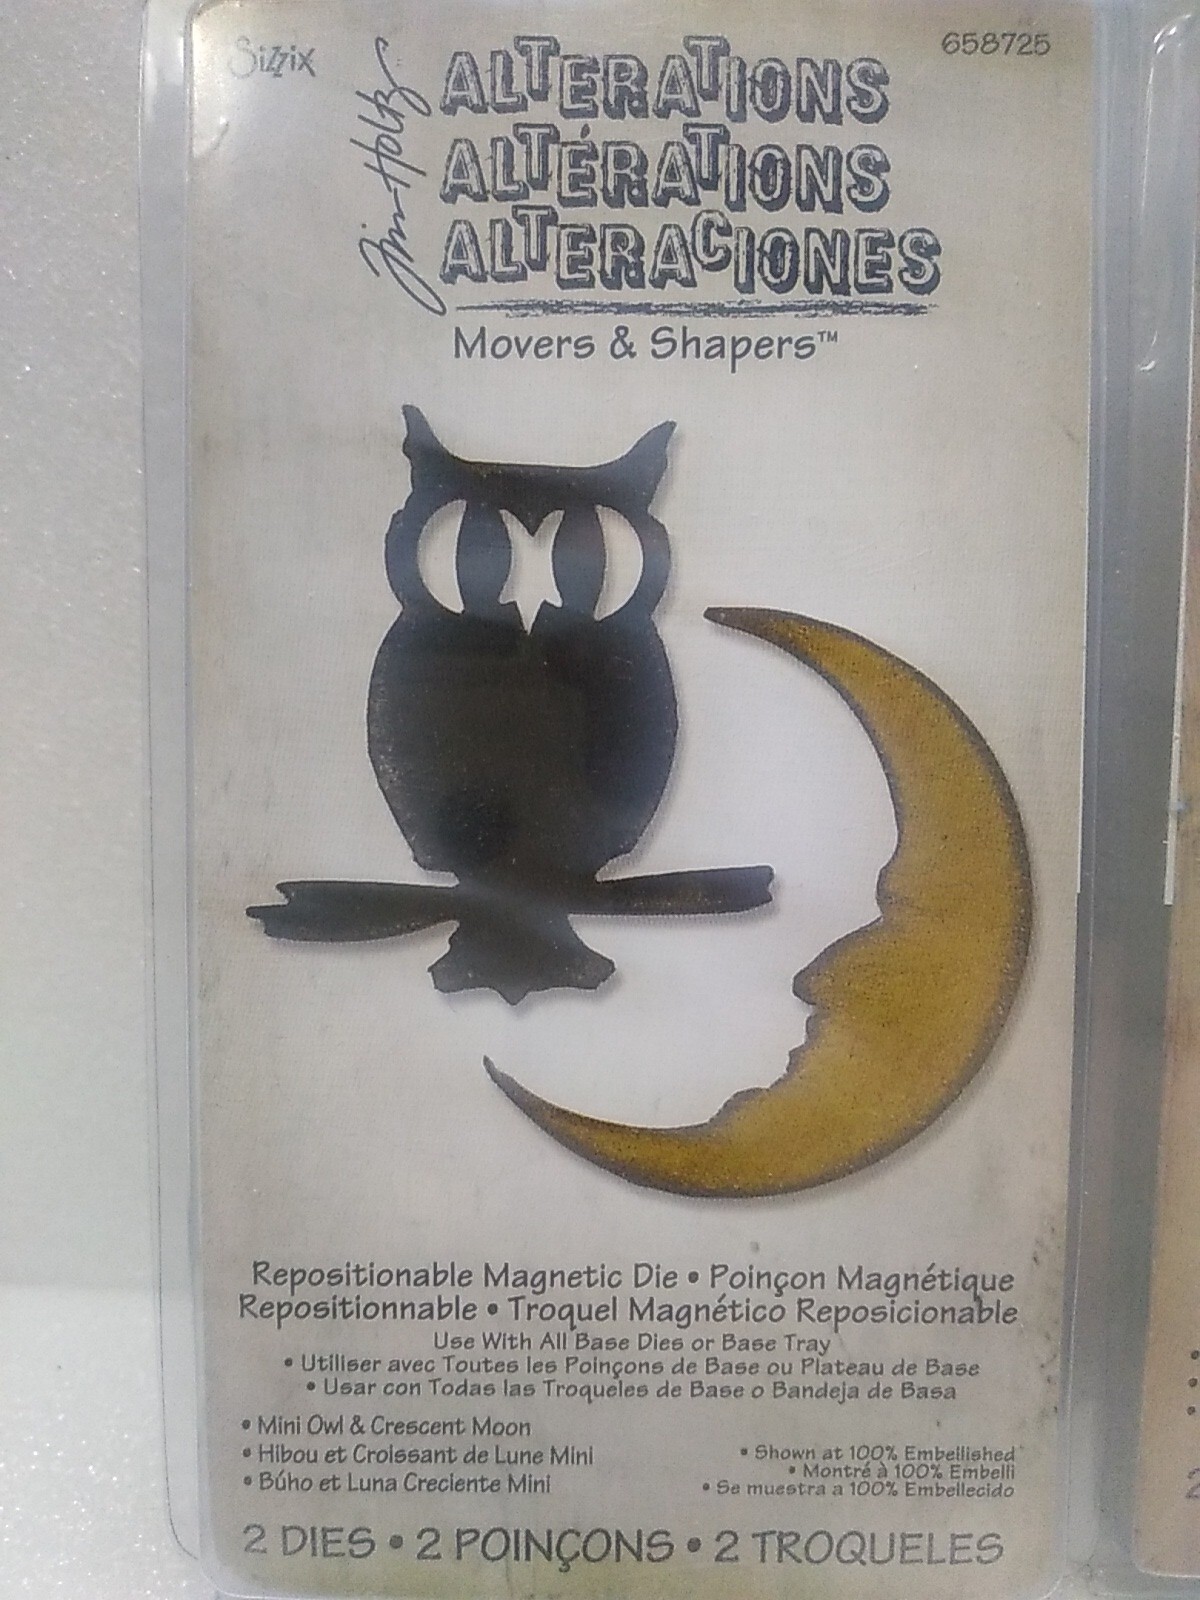 Sizzix
658725
Tim Holtz
ALTERATIONS
ALTÉRATIONS
ALTERACIONES
Movers & Shapers™
Repositionable Magnetic Die • Poinçon Magnétique
Repositionnable • Troquel Magnético Reposicionable
Use With All Base Dies or Base Tray
• Utiliser avec Toutes les Poinçons de Base ou Plateau de Base
• Usar con Todas las Troqueles de Base o Bandeja de Basa
• Mini Owl & Crescent Moon
• Hibou et Croissant de Lune Mini
• Búho et Luna Creciente Mini
• Shown at 100% Embellished
• Montré à 100% Embelli
• Se muestra a 100% Embellecido
2 DIES • 2 POINÇONS • 2 TROQUELES